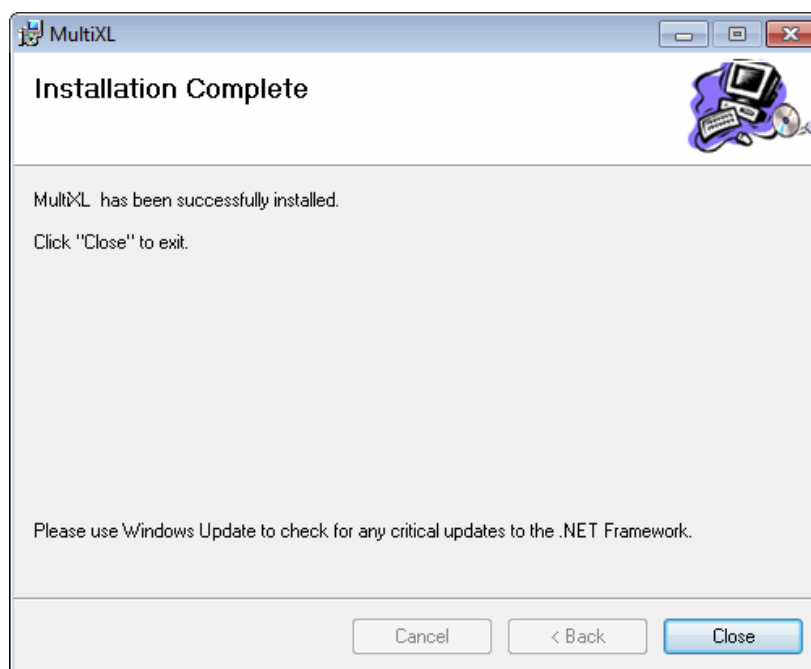 MultiXL
Installation Complete
MultiXL has been successfully installed.
Click "Close" to exit.
Please use Windows Update to check for any critical updates to the .NET Framework.
Cancel
< Back
Close